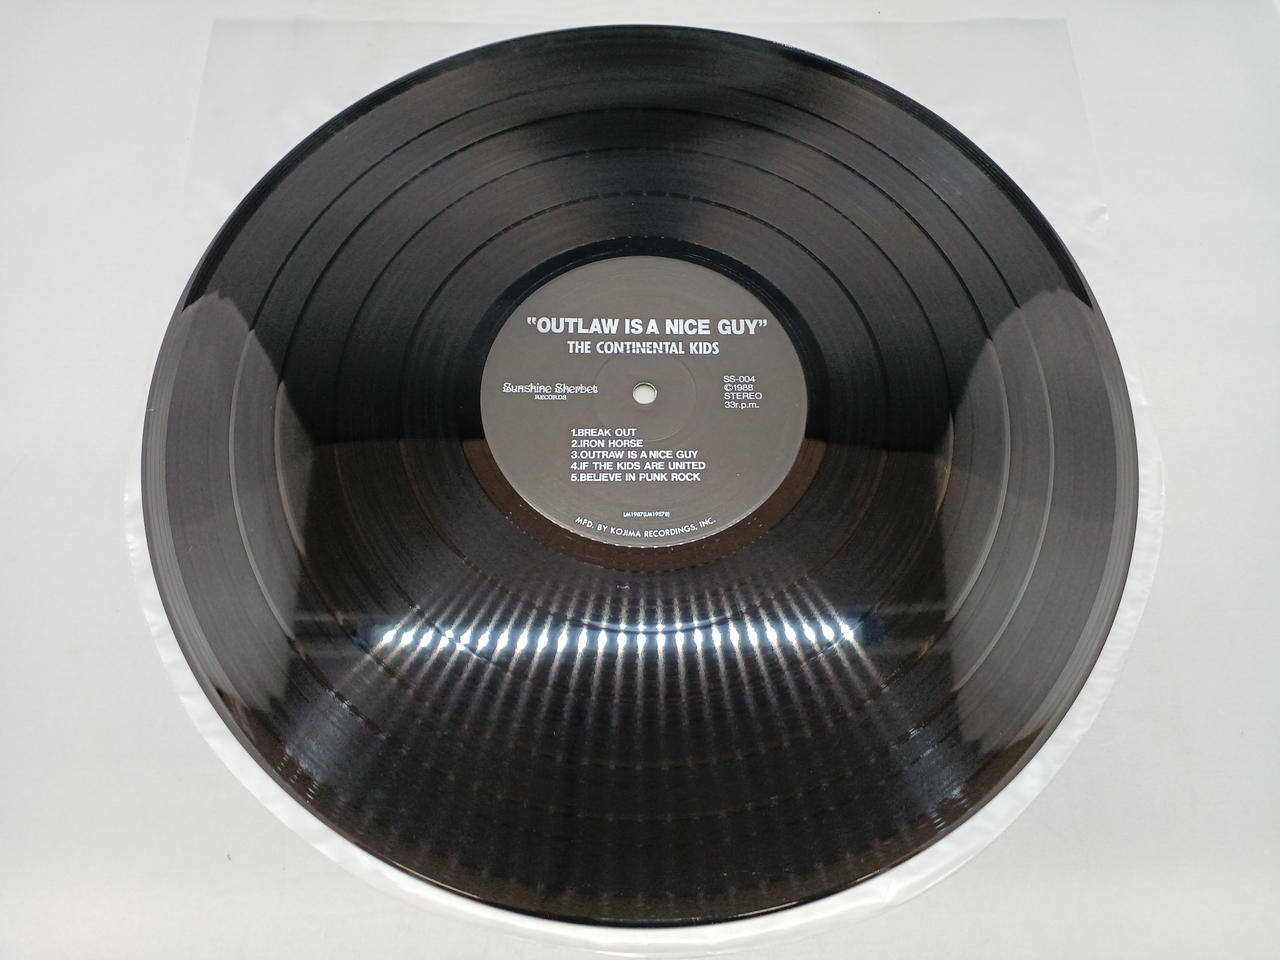 "OUTLAW IS A NICE GUY"
THE CONTINENTAL KIDS
Sunshine Sherbet
RECORDS
SS-004
©1988
STEREO
33r.p.m.
1.BREAK OUT
2.IRON HORSE
3.OUTRAW IS A NICE GUY
4.IF THE KIDS ARE UNITED
5.BELIEVE IN PUNK ROCK
LM1987(LM1987B)
MFD. BY KOJIMA RECORDINGS, INC.